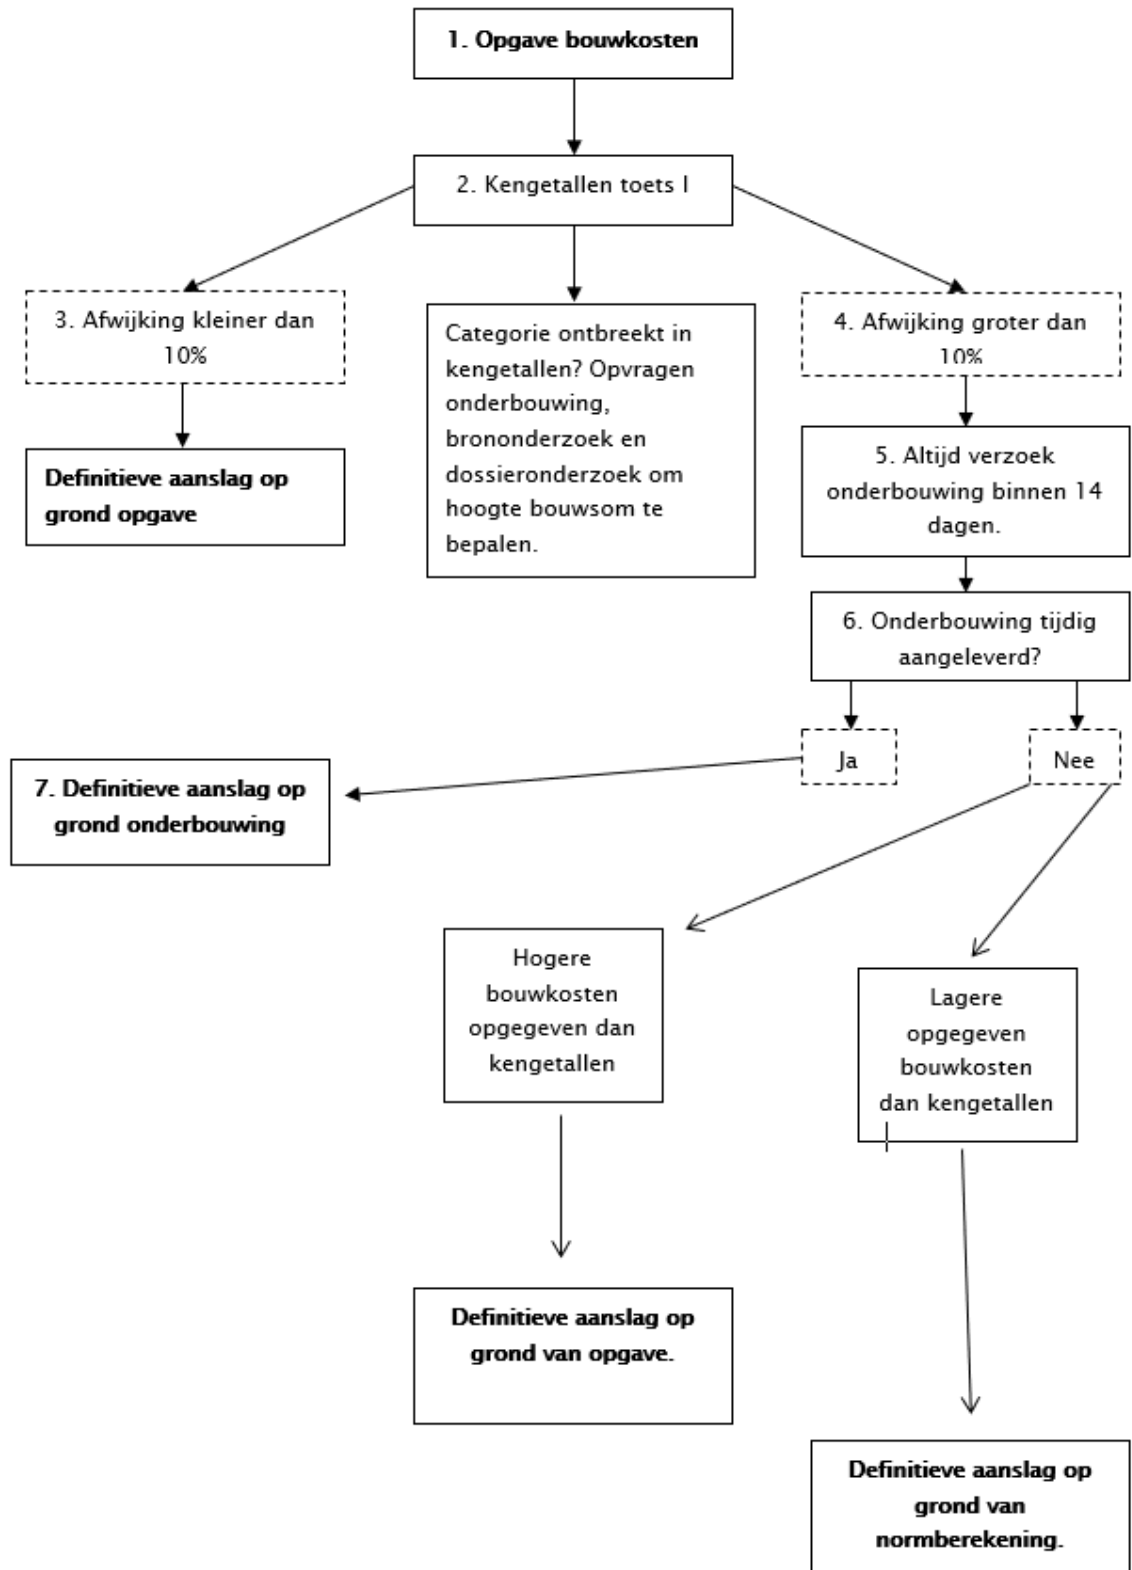 1. Opgave bouwkosten
2. Kengetallen toets I
3. Afwijking kleiner dan
10%
Categorie ontbreekt in
kengetallen? Opvragen
onderbouwing,
brononderzoek en
dossieronderzoek om
hoogte bouwsom te
bepalen.
4. Afwijking groter dan
10%
Definitieve aanslag op
grond opgave
5. Altijd verzoek
onderbouwing binnen 14
dagen.
6. Onderbouwing tijdig
aangeleverd?
Ja
Nee
7. Definitieve aanslag op
grond onderbouwing
Hogere
bouwkosten
opgegeven dan
kengetallen
Lagere
opgegeven
bouwkosten
dan kengetallen
Definitieve aanslag op
grond van opgave.
Definitieve aanslag op
grond van
normberekening.